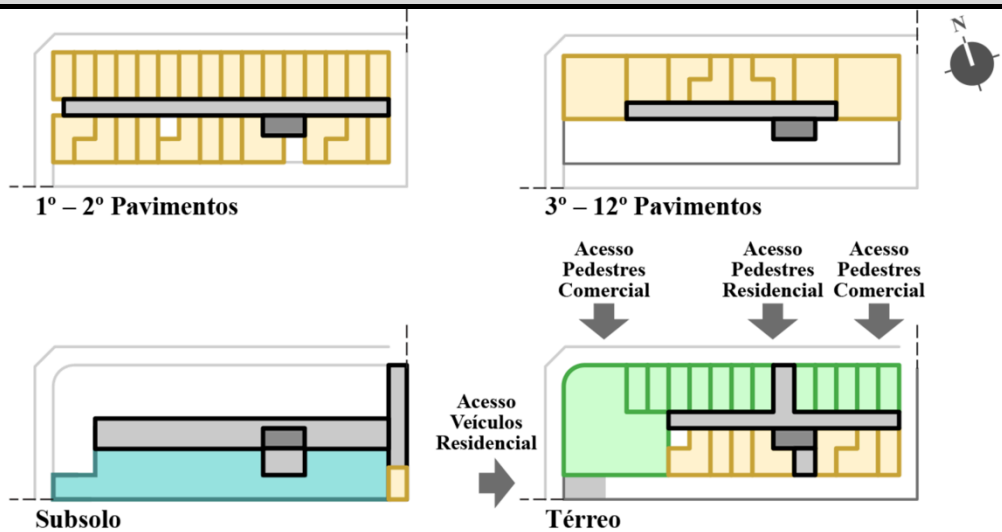 N
1º – 2º Pavimentos
3º – 12º Pavimentos
Acesso
Pedestres
Comercial
Acesso
Pedestres
Residencial
Acesso
Pedestres
Comercial
Acesso
Veículos
Residencial
Subsolo
Térreo